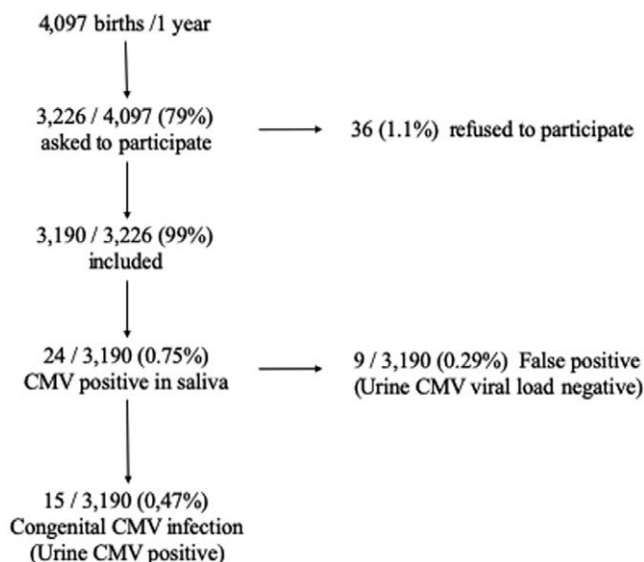 4,097 births /1 year
3,226 / 4,097 (79%)
asked to participate
36 (1.1%) refused to participate
3,190 / 3,226 (99%)
included
24 / 3,190 (0.75%)
CMV positive in saliva
9 / 3,190 (0.29%) False positive
(Urine CMV viral load negative)
15 / 3,190 (0,47%)
Congenital CMV infection
(Urine CMV positive)